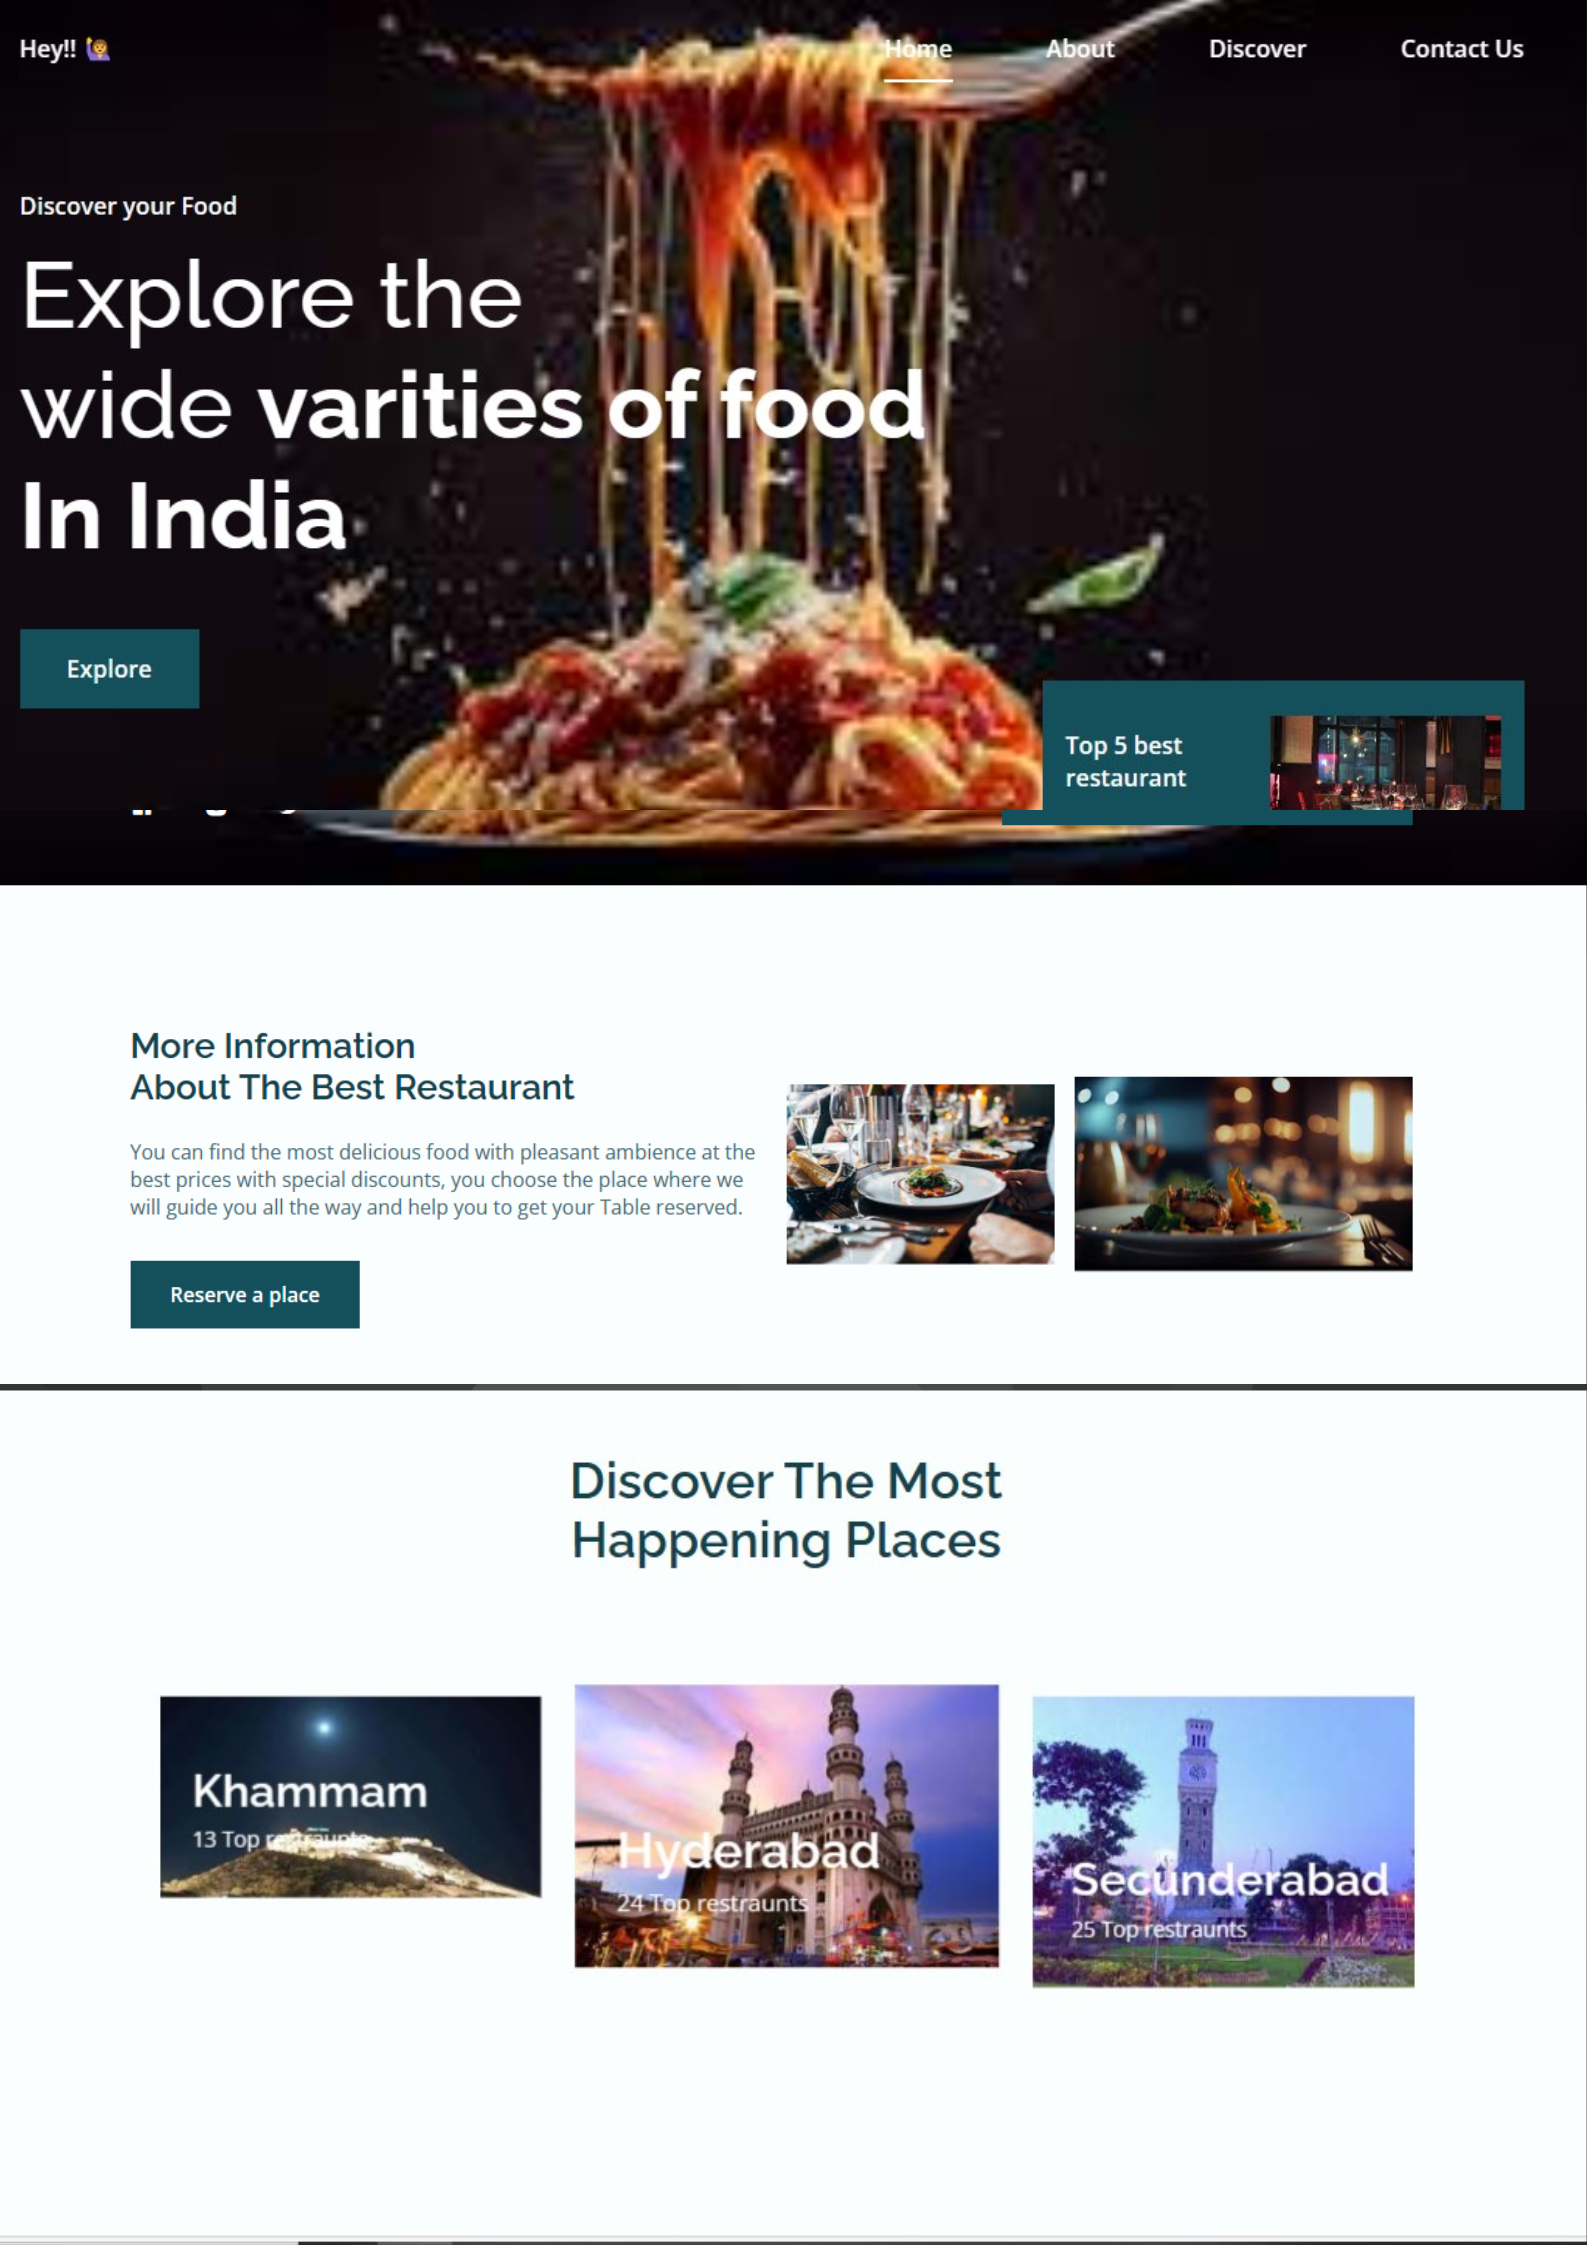 Hey!! 🙋
Home
About
Discover
Contact Us
Discover your Food
Explore the
wide varities of food
In India
Explore
Top 5 best
restaurant
More Information
About The Best Restaurant
You can find the most delicious food with pleasant ambience at the
best prices with special discounts, you choose the place where we
will guide you all the way and help you to get your Table reserved.
Reserve a place
Discover The Most
Happening Places
Khammam
13 Top restraunts
Hyderabad
24 Top restraunts
Secunderabad
25 Top restraunts